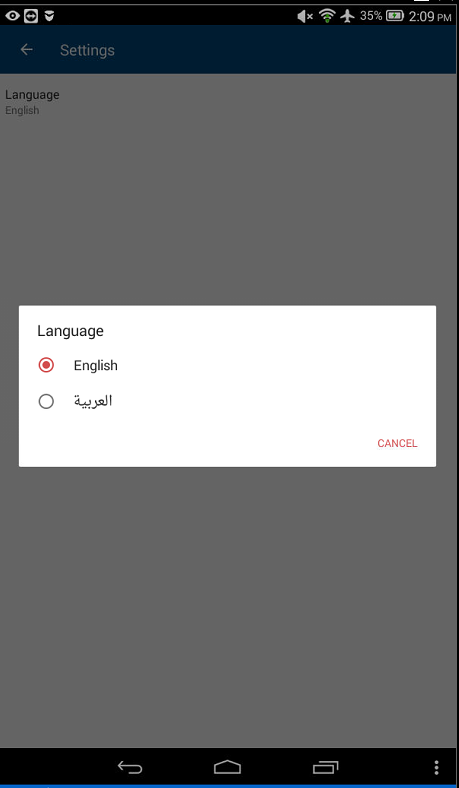 35% 2:09 PM
Settings
Language
English
Language
English
العربية
CANCEL